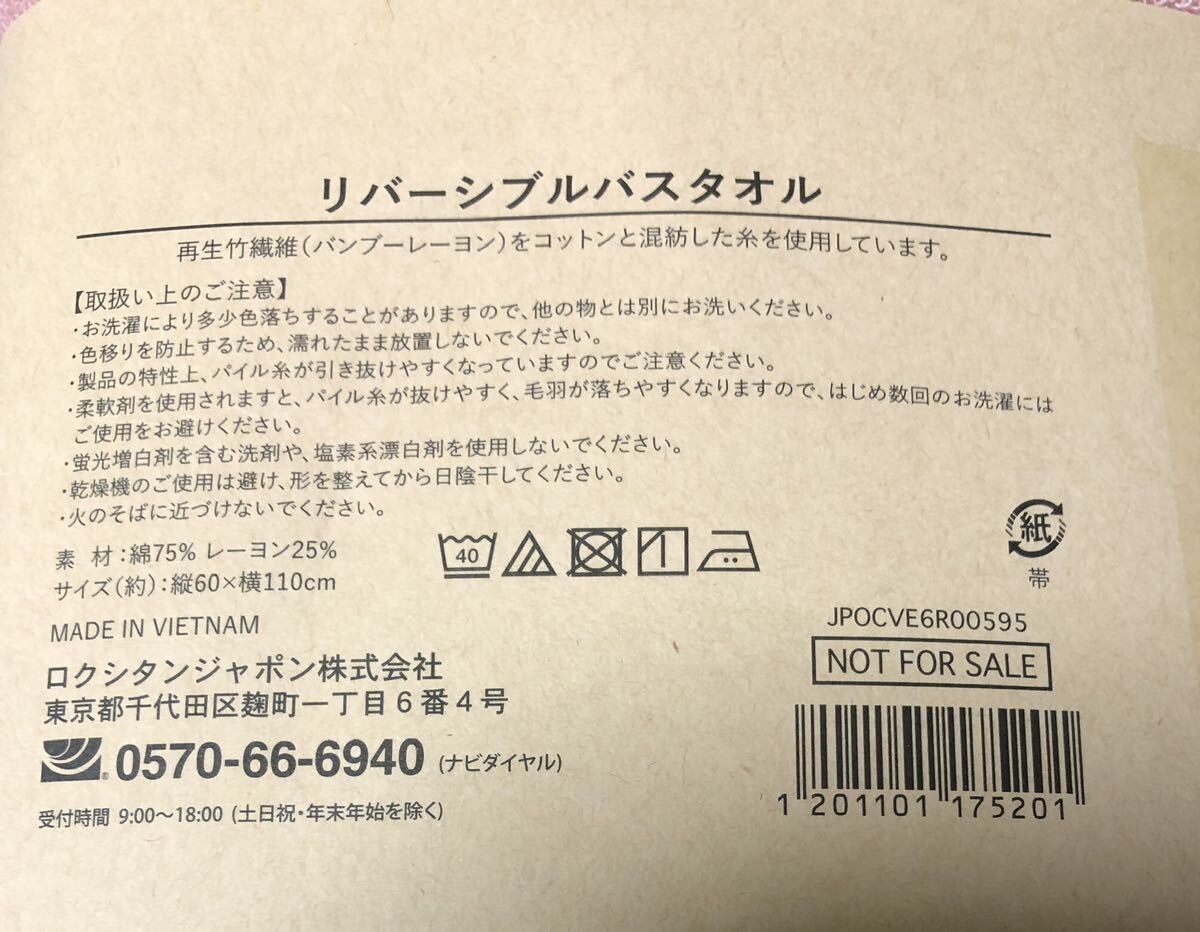 リバーシブルバスタオル
再生竹繊維(バンブーレーヨン)をコットンと混紡した糸を使用しています。
【取扱い上のご注意】
・お洗濯により多少色落ちすることがありますので、他の物とは別にお洗いください。
・色移りを防止するため、濡れたまま放置しないでください。
・製品の特性上、パイル糸が引き抜けやすくなっていますのでご注意ください。
・柔軟剤を使用されますと、パイル糸が抜けやすく、毛羽が落ちやすくなりますので、はじめ数回のお洗濯には
ご使用をお避けください。
・蛍光増白剤を含む洗剤や、塩素系漂白剤を使用しないでください。
・乾燥機のご使用は避け、形を整えてから日陰干してください。
・火のそばに近づけないでください。
素 材：綿75% レーヨン25%
サイズ(約)：縦60×横110cm
40
紙
帯
MADE IN VIETNAM
JPOCVE6R00595
NOT FOR SALE
ロクシタンジャポン株式会社
東京都千代田区麹町一丁目6番4号
0570-66-6940 (ナビダイヤル)
受付時間 9:00〜18:00 (土日祝・年末年始を除く)
1 201101 175201